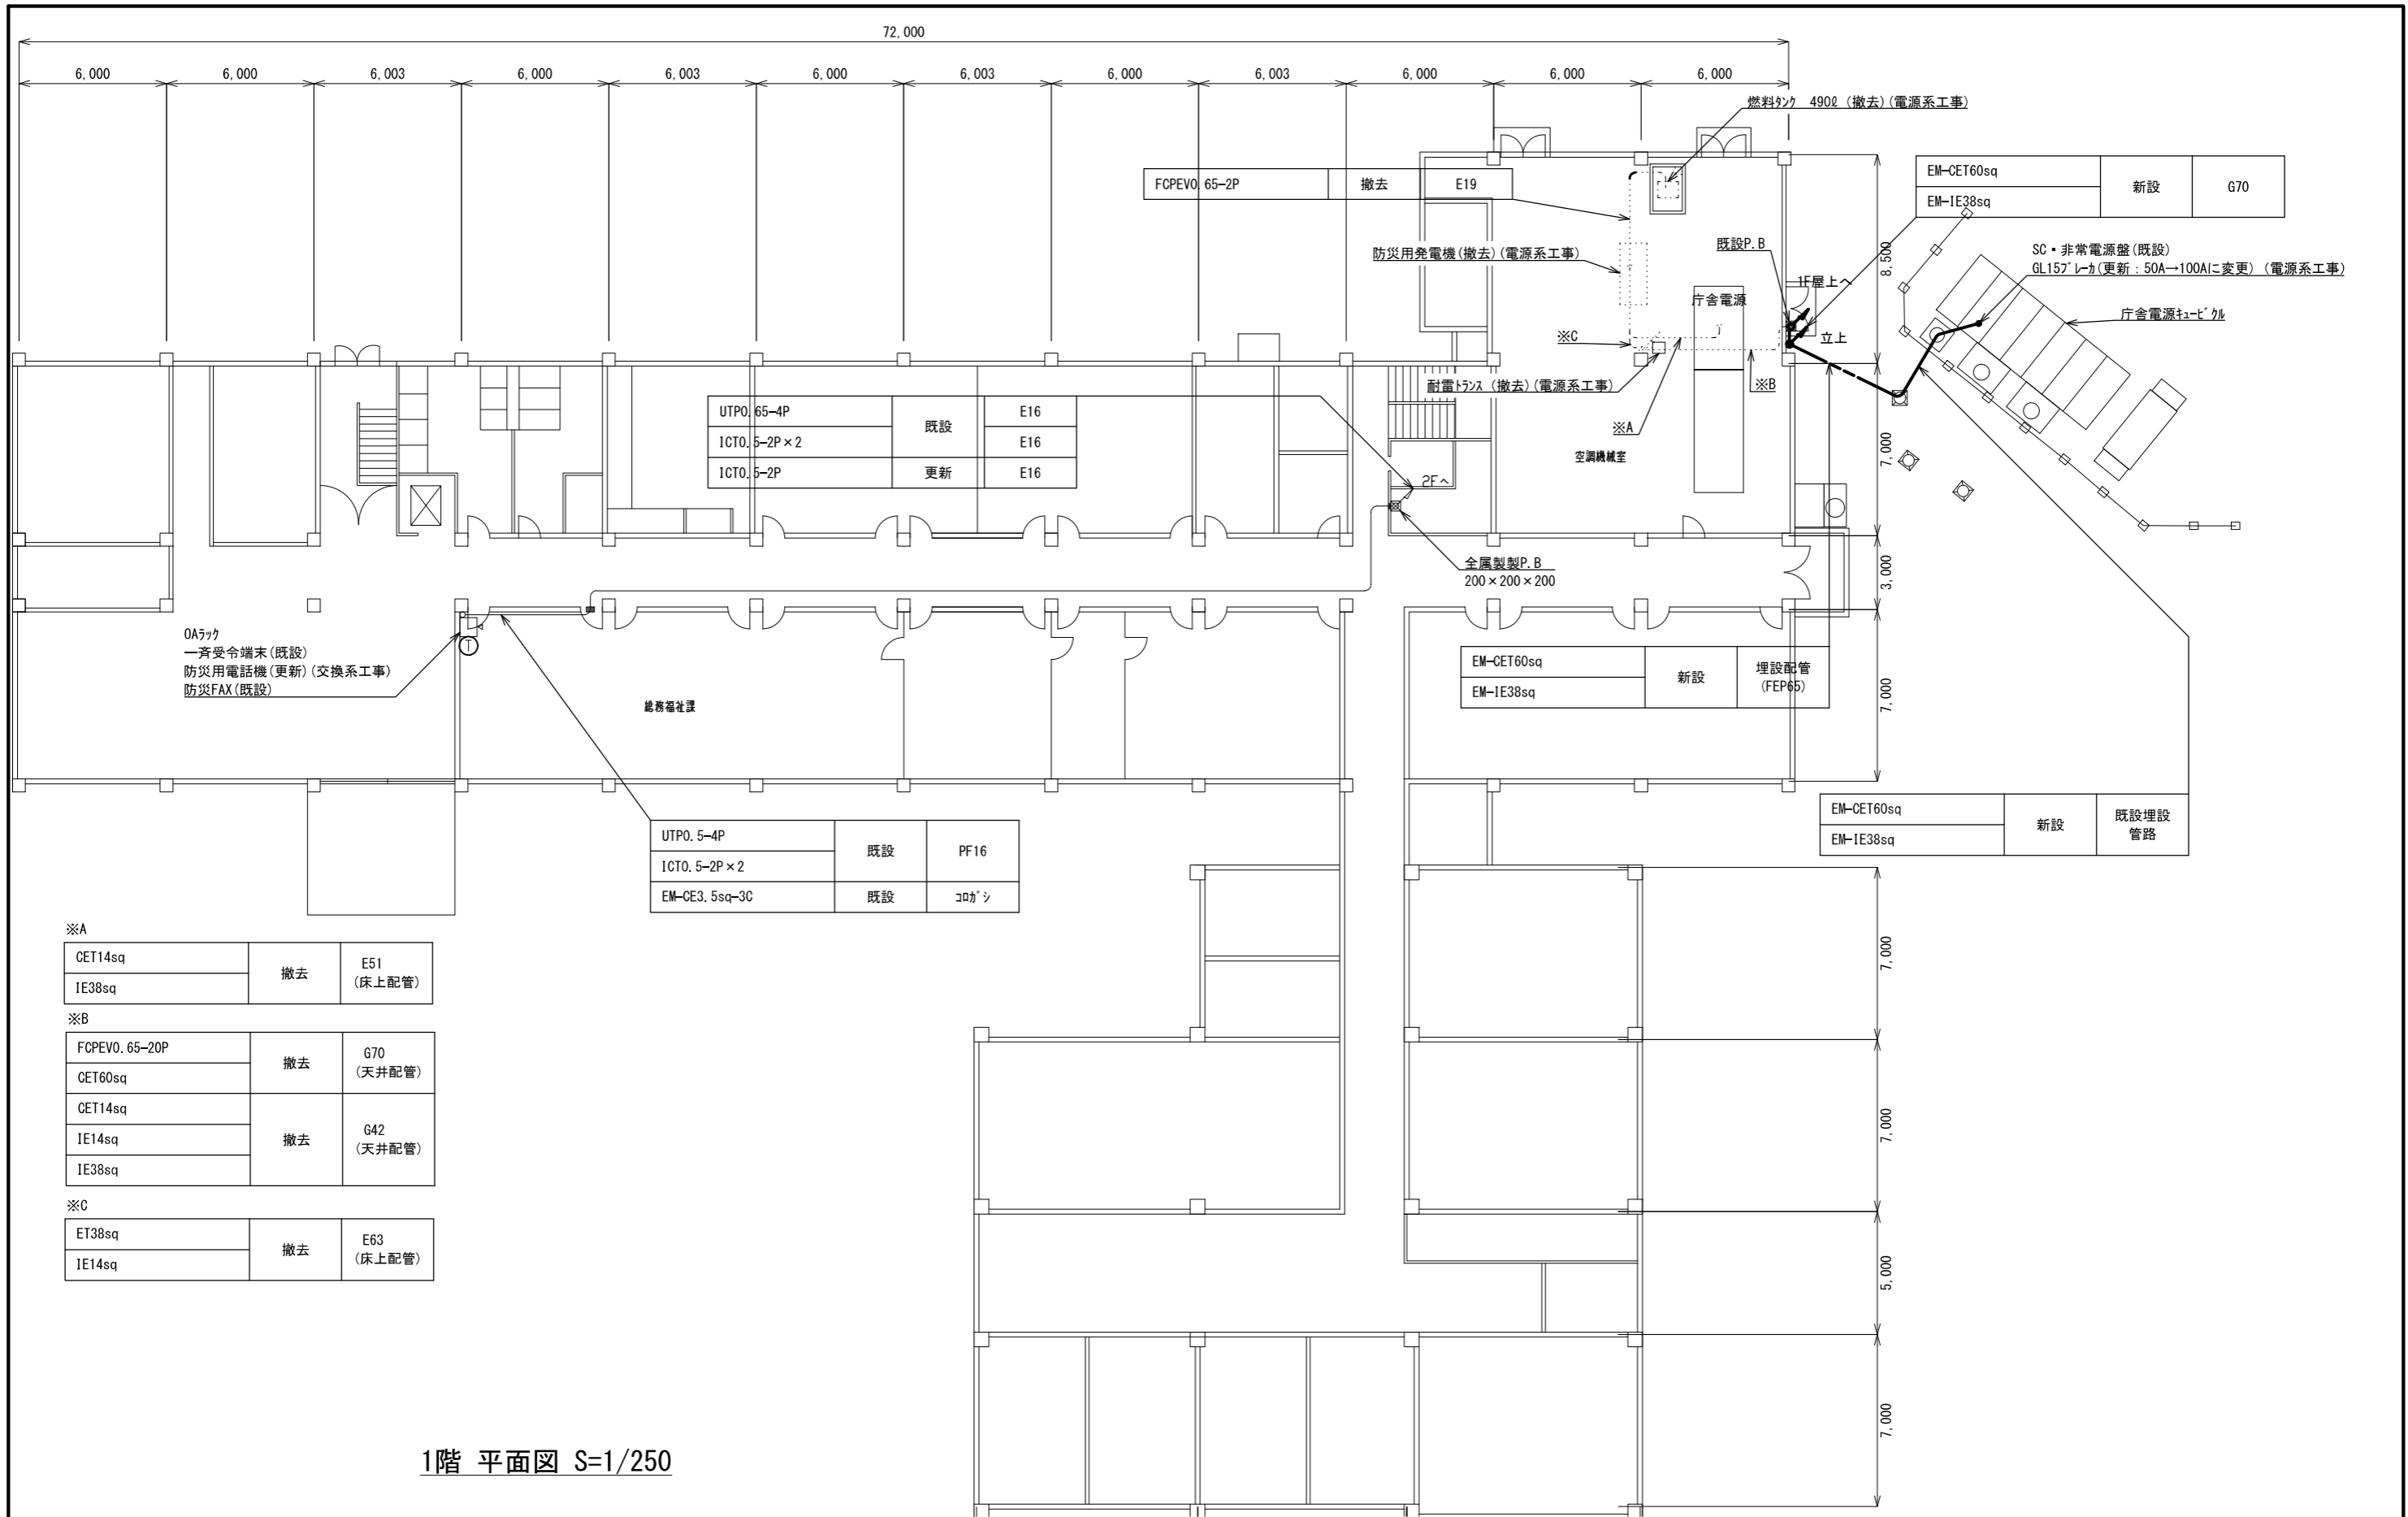 72,000
6,000
6,000
6,003
6,000
6,003
6,000
6,003
6,000
6,003
6,000
6,000
6,000
燃料ﾀﾝｸ 490ℓ (撤去)(電源系工事)
FCPEV0.65-2P 撤去 E19
EM-CET60sq
EM-IE38sq
新設
G70
防災用発電機(撤去)(電源系工事)
既設P.B
8,500
SC・非常電源盤(既設)
GL15ﾌﾞﾚｰｶ(更新：50A→100Aに変更) (電源系工事)
1F屋上へ
庁舎電源
庁舎電源ｷｭｰﾋﾞｸﾙ
※C
立上
耐雷ﾄﾗﾝｽ (撤去)(電源系工事)
※B
UTP0.65-4P
ICT0.5-2P×2
既設
E16
E16
ICT0.5-2P 更新 E16
※A
空調機械室
7,000
2Fへ
全属製製P.B
200×200×200
3,000
OAﾗｯｸ
一斉受令端末(既設)
防災用電話機(更新)(交換系工事)
防災FAX(既設)
T
総務福祉課
EM-CET60sq
EM-IE38sq
新設
埋設配管
(FEP65)
7,000
UTP0.5-4P
ICT0.5-2P×2
既設
PF16
EM-CE3.5sq-3C 既設 ｺﾛｶﾞｼ
EM-CET60sq
EM-IE38sq
新設
既設埋設
管路
※A
CET14sq
IE38sq
撤去
E51
(床上配管)
7,000
※B
FCPEV0.65-20P
CET60sq
撤去
G70
(天井配管)
CET14sq
IE14sq
IE38sq
撤去
G42
(天井配管)
7,000
※C
ET38sq
IE14sq
撤去
E63
(床上配管)
5,000
7,000
1階 平面図 S=1/250